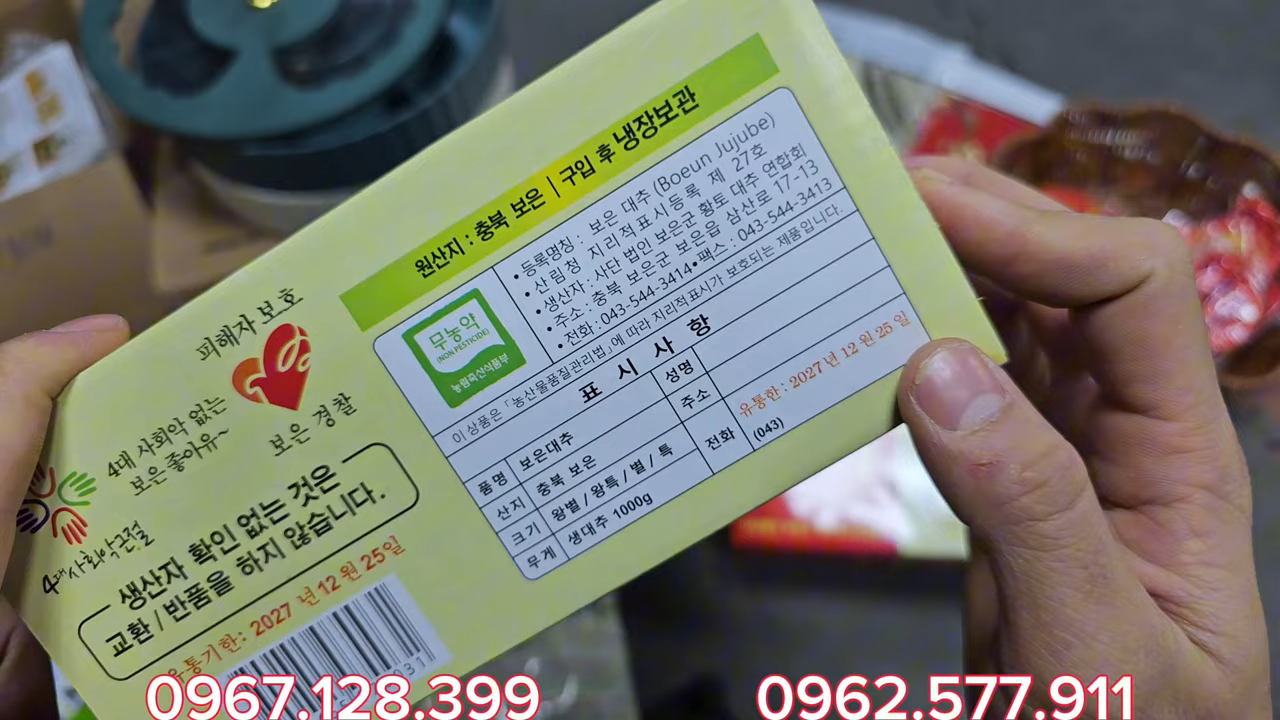 원산지 : 충북 보은 | 구입 후 냉장보관
무농약
(NON PESTICIDE)
농림축산식품부
• 등록명칭 : 보은 대추 (Boeun Jujube)
• 산림청 지리적표시등록 제 27호
• 생산자 : 사단 법인 보은군 황토 대추 연합회
• 주소 : 충북 보은군 보은읍 삼산로 17-13
• 전화 : 043-544-3414• 팩스 : 043-544-3413
이 상품은 「농산물품질관리법」에 따라 지리적표시가 보호되는 제품입니다.
표 시 사 항
품명 보은대추 성명
산지 충북 보은 주소
크기 왕별 / 왕특 / 별 / 특
유통한 : 2027 년 12 월 25 일
무게 생대추 1000g 전화 (043)
피해자 보호
보은 경찰
4대 사회악 없는
보은 좋아유~
4대사회악근절
생산자 확인 없는 것은
교환 / 반품을 하지 않습니다.
유통기한: 2027 년 12 월 25일
0967.128.399
0962.577.911